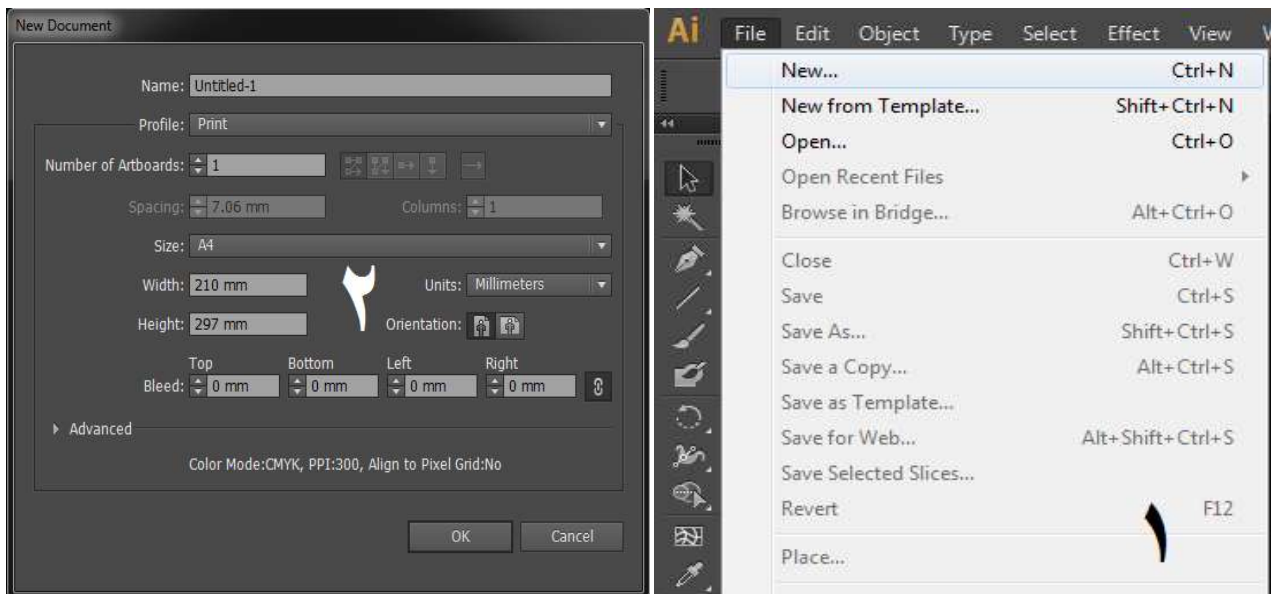 New Document
Name: Untitled-1
Profile: Print
Number of Artboards: 1
Spacing: 7.06 mm Columns: 1
Size: A4
Width: 210 mm Units: Millimeters
Height: 297 mm Orientation:
Top Bottom Left Right
Bleed: 0 mm 0 mm 0 mm 0 mm
Advanced
Color Mode:CMYK, PPI:300, Align to Pixel Grid:No
OK Cancel
٢
Ai File Edit Object Type Select Effect View
New... Ctrl+N
New from Template... Shift+Ctrl+N
Open... Ctrl+O
Open Recent Files
Browse in Bridge... Alt+Ctrl+O
Close Ctrl+W
Save Ctrl+S
Save As... Shift+Ctrl+S
Save a Copy... Alt+Ctrl+S
Save as Template...
Save for Web... Alt+Shift+Ctrl+S
Save Selected Slices...
Revert F12
Place...
١